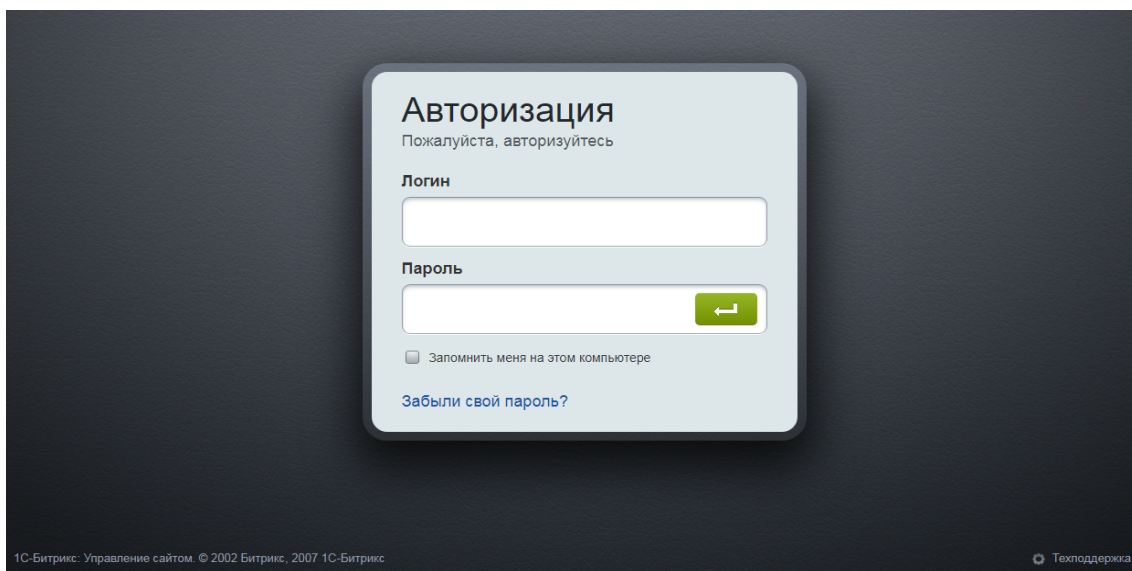 Авторизация
Пожалуйста, авторизуйтесь
Логин
Пароль
Запомнить меня на этом компьютере
Забыли свой пароль?
1С-Битрикс: Управление сайтом. © 2002 Битрикс, 2007 1С-Битрикс
Техподдержка